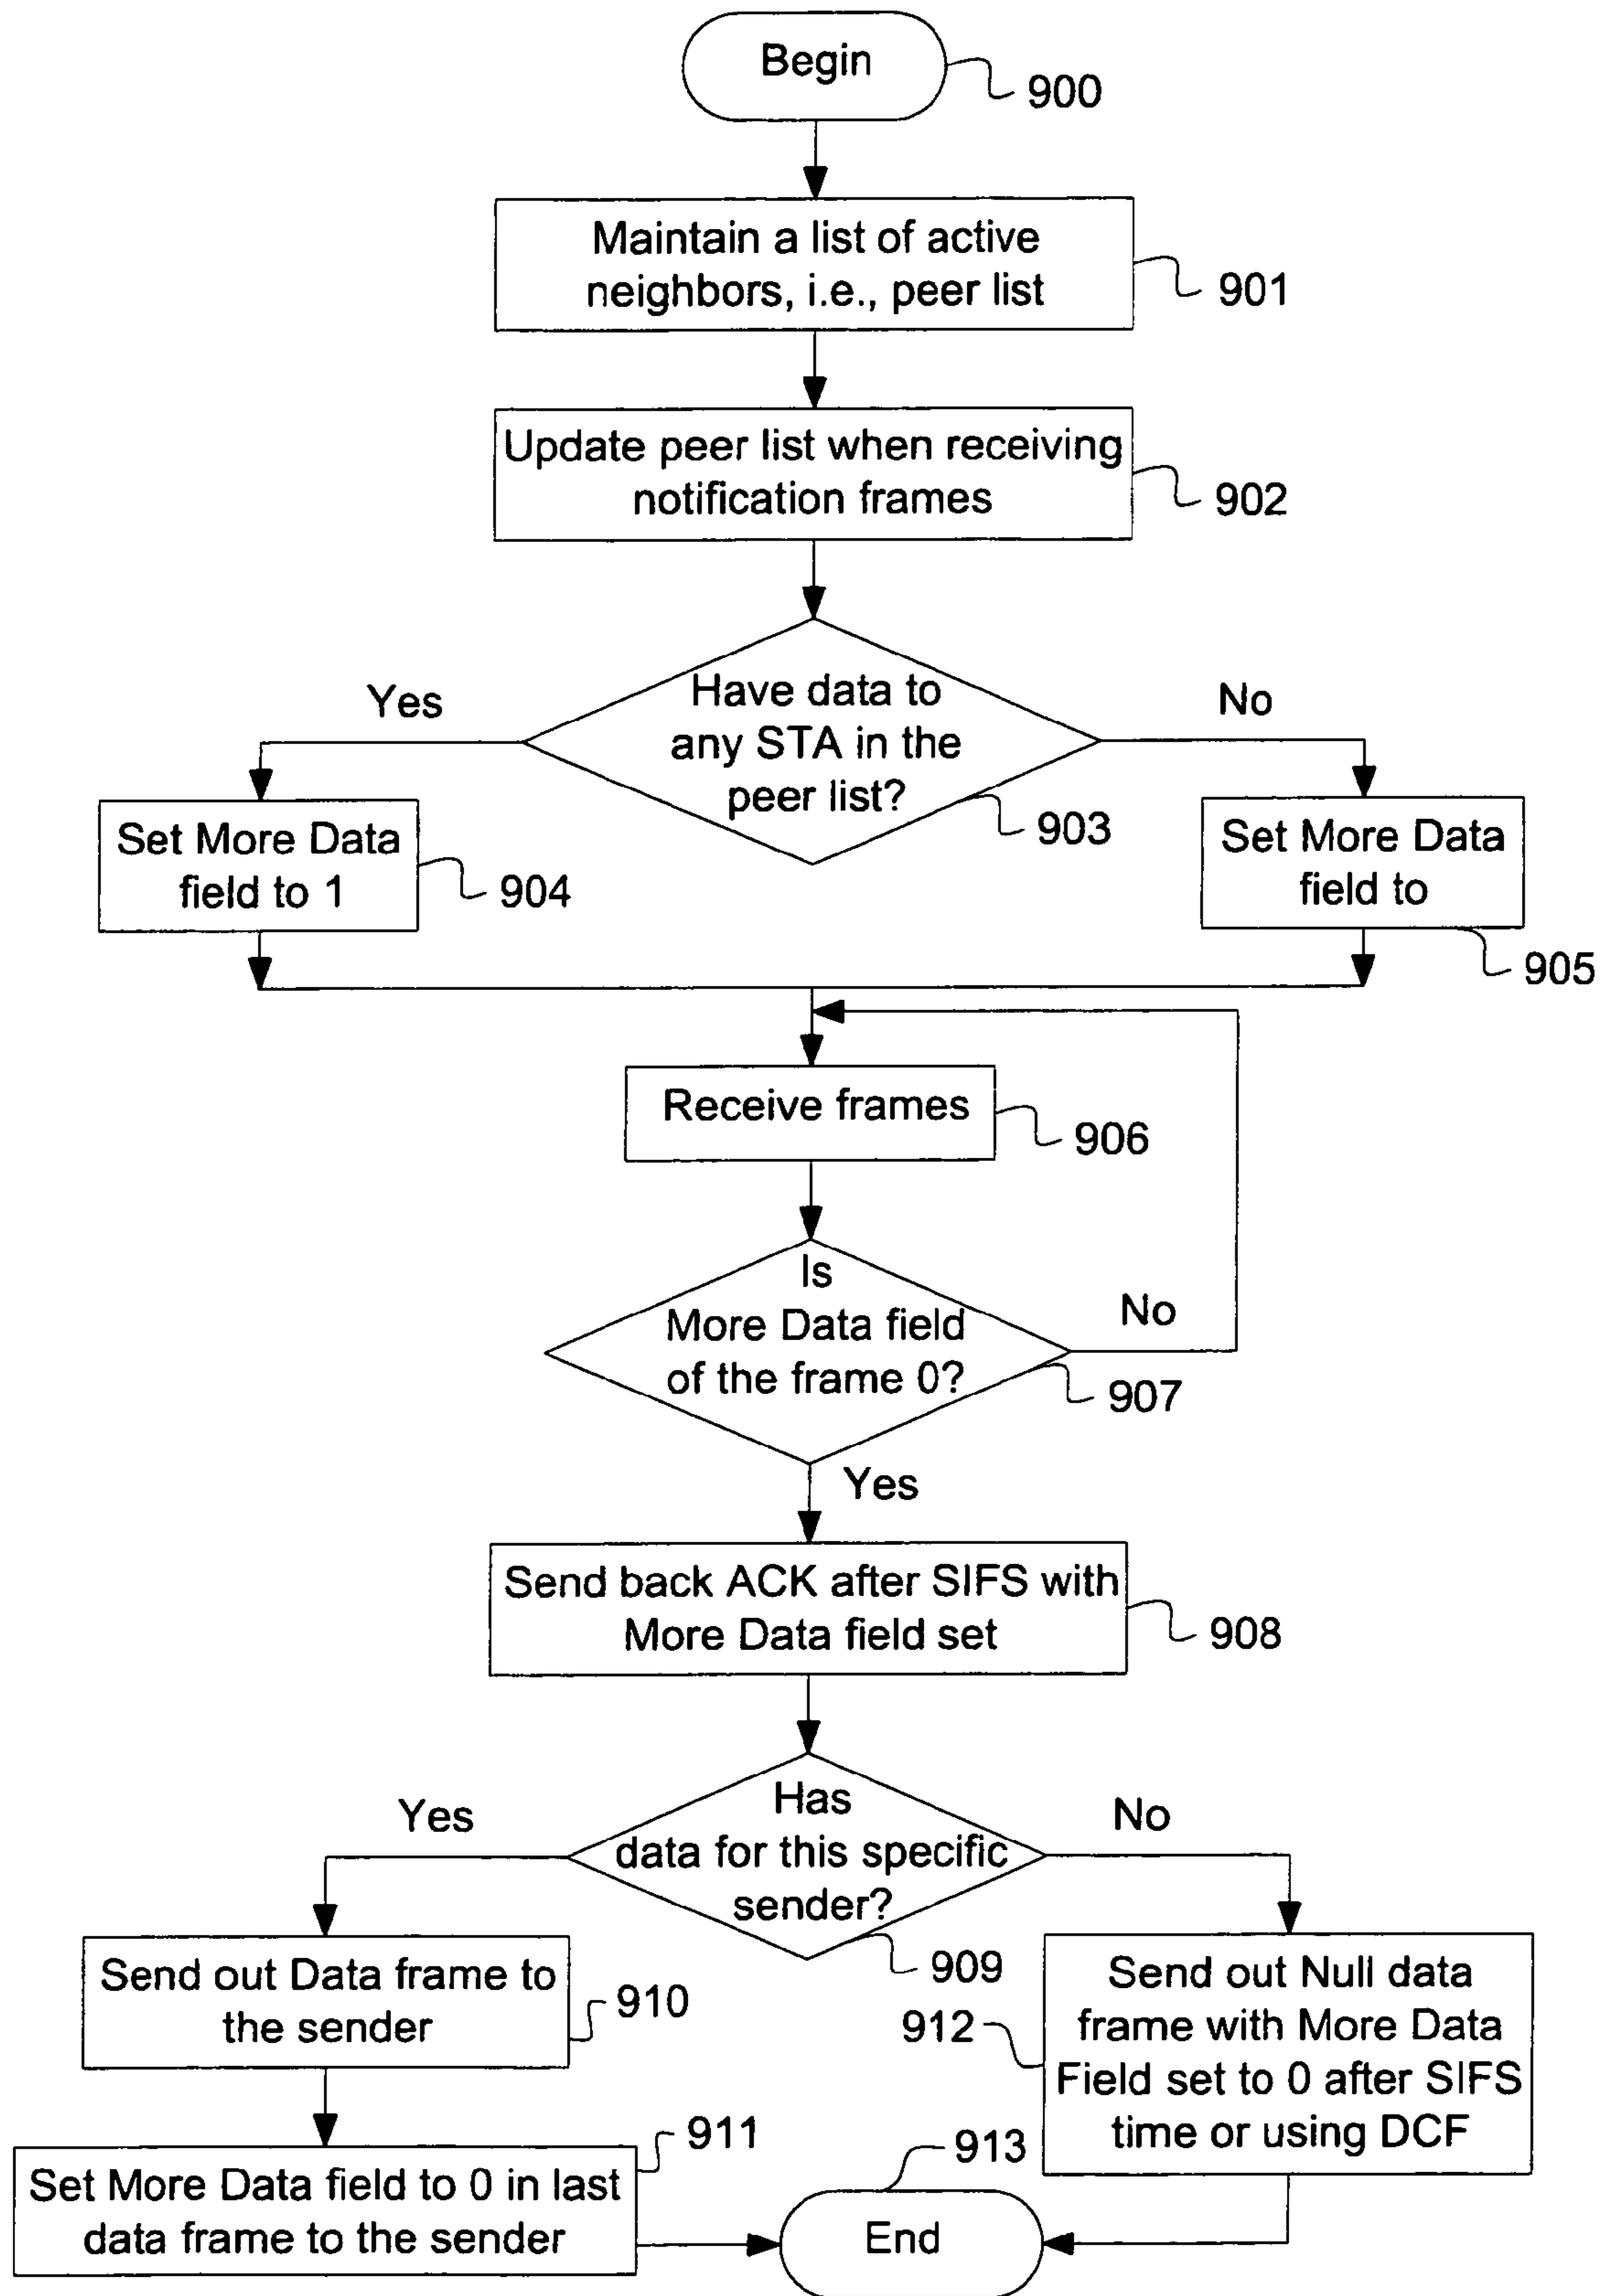 Begin
900
Maintain a list of active
neighbors, i.e., peer list
901
Update peer list when receiving
notification frames
902
Have data to
any STA in the
peer list?
903
Yes
No
Set More Data
field to 1
904
Set More Data
field to
905
Receive frames
906
Is
More Data field
of the frame 0?
907
No
Yes
Send back ACK after SIFS with
More Data field set
908
Has
data for this specific
sender?
909
Yes
No
Send out Data frame to
the sender
910
Set More Data field to 0 in last
data frame to the sender
911
Send out Null data
frame with More Data
Field set to 0 after SIFS
time or using DCF
912
End
913